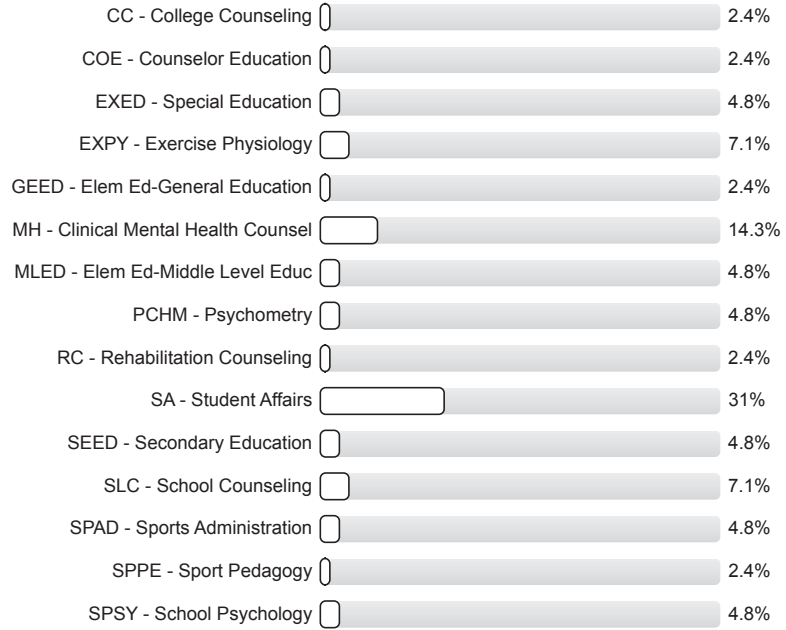 CC - College Counseling 2.4%
COE - Counselor Education 2.4%
EXED - Special Education 4.8%
EXPY - Exercise Physiology 7.1%
GEED - Elem Ed-General Education 2.4%
MH - Clinical Mental Health Counsel 14.3%
MLED - Elem Ed-Middle Level Educ 4.8%
PCHM - Psychometry 4.8%
RC - Rehabilitation Counseling 2.4%
SA - Student Affairs 31%
SEED - Secondary Education 4.8%
SLC - School Counseling 7.1%
SPAD - Sports Administration 4.8%
SPPE - Sport Pedagogy 2.4%
SPSY - School Psychology 4.8%